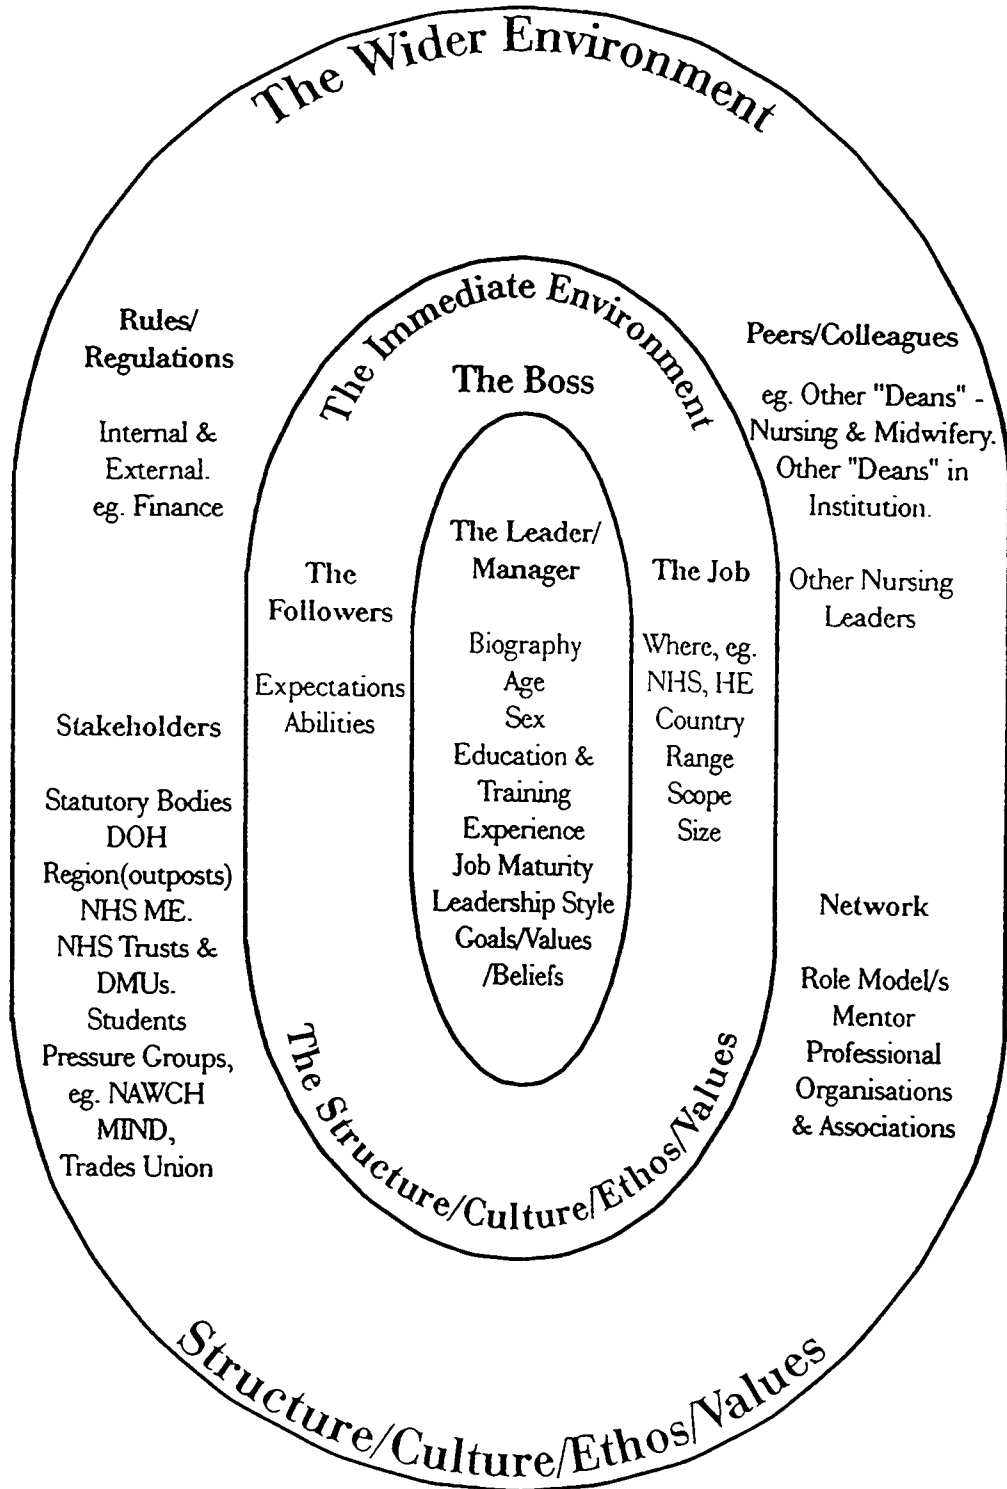 The Wider Environment
The Immediate Environment
The Boss
Rules/
Regulations
Internal &
External.
eg. Finance
Stakeholders
Statutory Bodies
DOH
Region(outposts)
NHS ME.
NHS Trusts &
DMUs.
Students
Pressure Groups,
eg. NAWCH
MIND,
Trades Union
The
Followers
Expectations
Abilities
The Leader/
Manager
Biography
Age
Sex
Education &
Training
Experience
Job Maturity
Leadership Style
Goals/Values
/Beliefs
The Job
Where, eg.
NHS, HE
Country
Range
Scope
Size
Peers/Colleagues
eg. Other "Deans" -
Nursing & Midwifery.
Other "Deans" in
Institution.
Other Nursing
Leaders
Network
Role Model/s
Mentor
Professional
Organisations
& Associations
The Structure/Culture/Ethos/Values
Structure/Culture/Ethos/Values